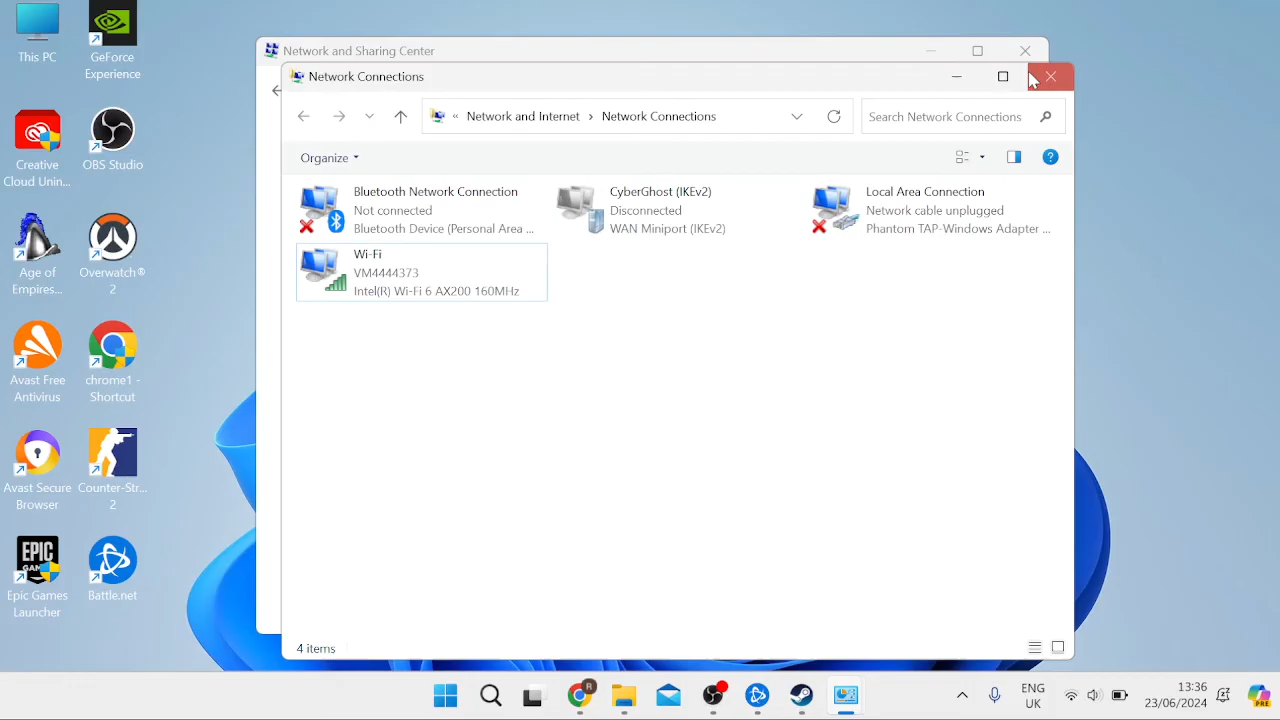 This PC
GeForce
Experience
Creative
Cloud Unin...
OBS Studio
Age of
Empires...
Overwatch®
2
Avast Free
Antivirus
chrome1 -
Shortcut
Avast Secure
Browser
Counter-Str...
2
EPIC
GAMES
Epic Games
Launcher
Battle.net
Network and Sharing Center
Network Connections
« Network and Internet › Network Connections
Search Network Connections
Organize
Bluetooth Network Connection
Not connected
Bluetooth Device (Personal Area ...
CyberGhost (IKEv2)
Disconnected
WAN Miniport (IKEv2)
Local Area Connection
Network cable unplugged
Phantom TAP-Windows Adapter ...
Wi-Fi
VM4444373
Intel(R) Wi-Fi 6 AX200 160MHz
4 items
R
ENG
UK
13:36
23/06/2024
PRE